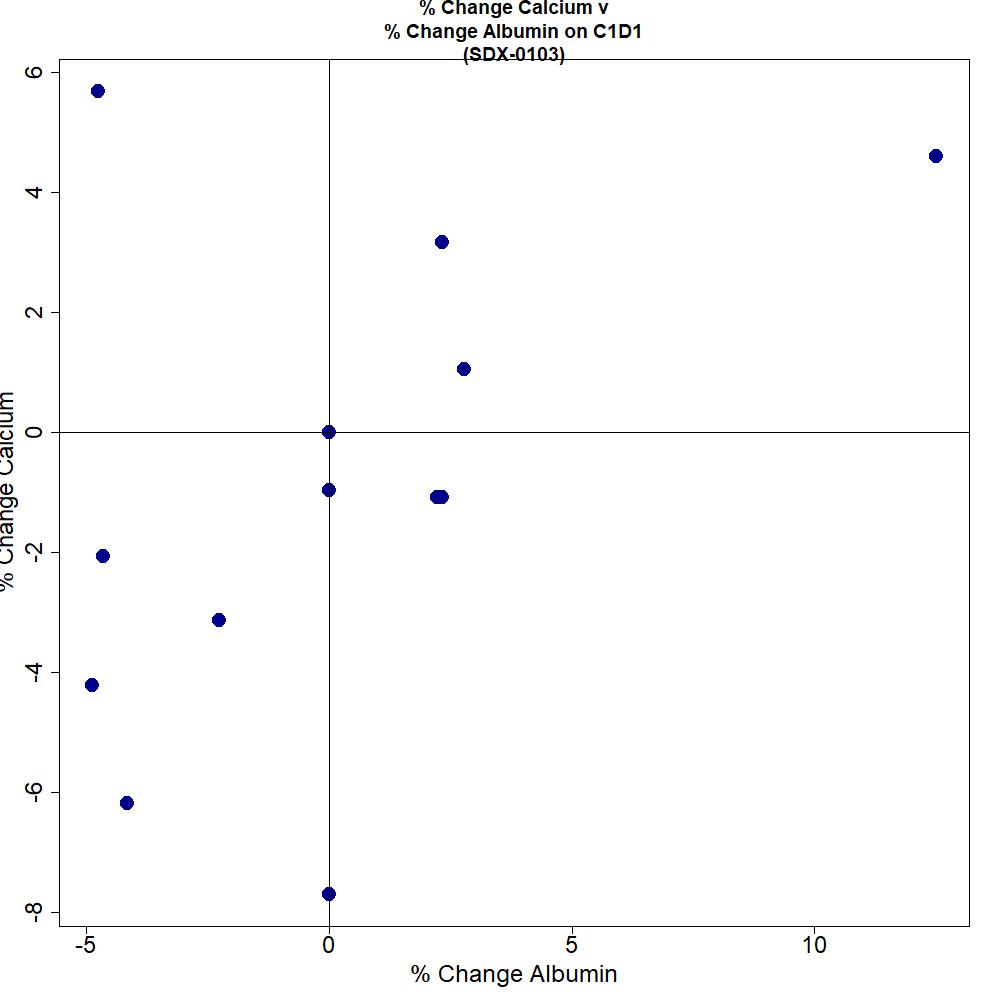 % Change Calcium v
% Change Albumin on C1D1
(SDX-0103)
6
4
2
0
-2
-4
-6
-8
% Change Calcium
-5
0
5
10
% Change Albumin